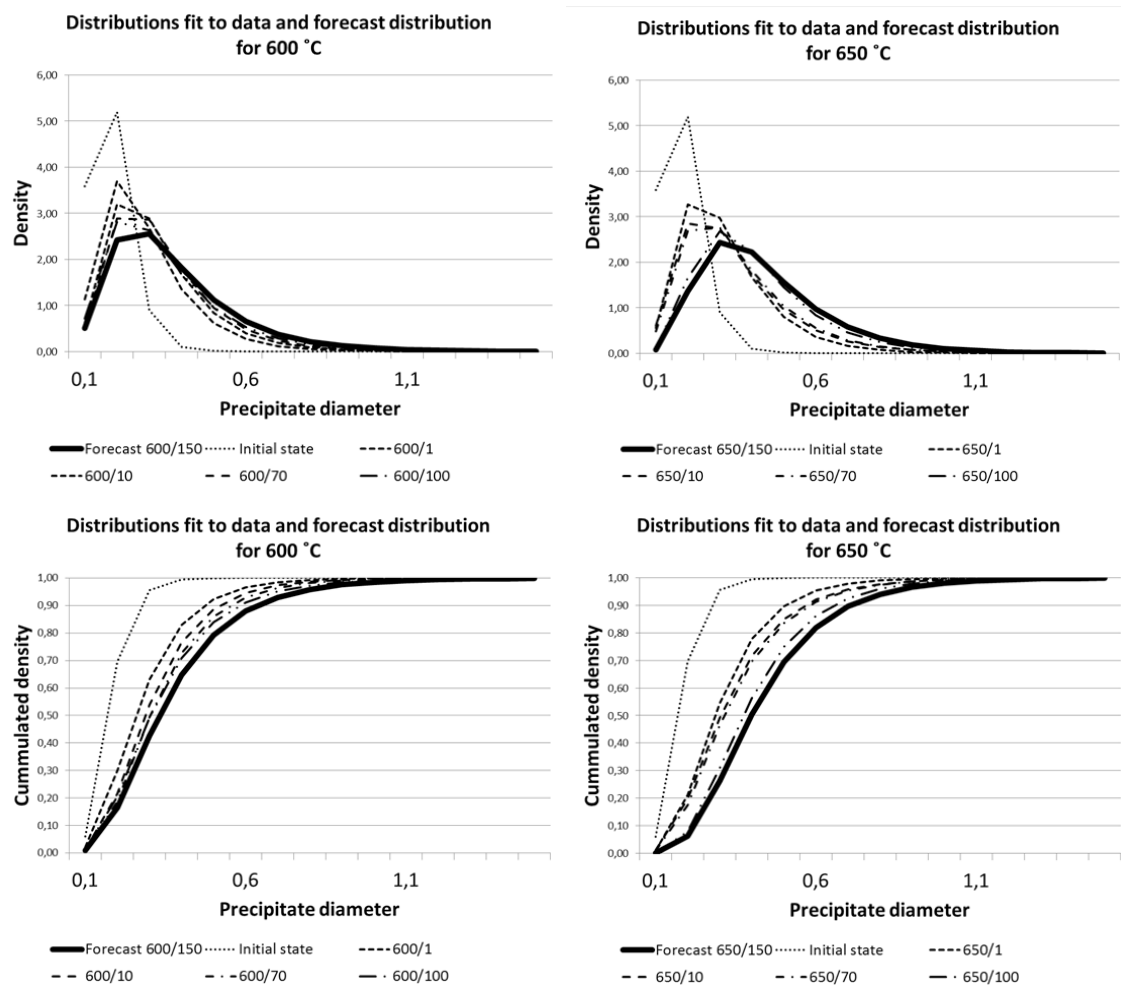 Distributions fit to data and forecast distribution
for 600 ˚C
6,00
5,00
4,00
3,00
2,00
1,00
0,00
Density
0,1 0,6 1,1
Precipitate diameter
Forecast 600/150 Initial state 600/1
600/10 600/70 600/100
Distributions fit to data and forecast distribution
for 650 ˚C
6,00
5,00
4,00
3,00
2,00
1,00
0,00
Density
0,1 0,6 1,1
Precipitate diameter
Forecast 650/150 Initial state 650/1
650/10 650/70 650/100
Distributions fit to data and forecast distribution
for 600 ˚C
1,00
0,90
0,80
0,70
0,60
0,50
0,40
0,30
0,20
0,10
0,00
Cummulated density
0,1 0,6 1,1
Precipitate diameter
Forecast 600/150 Initial state 600/1
600/10 600/70 600/100
Distributions fit to data and forecast distribution
for 650 ˚C
1,00
0,90
0,80
0,70
0,60
0,50
0,40
0,30
0,20
0,10
0,00
Cummulated density
0,1 0,6 1,1
Precipitate diameter
Forecast 650/150 Initial state 650/1
650/10 650/70 650/100